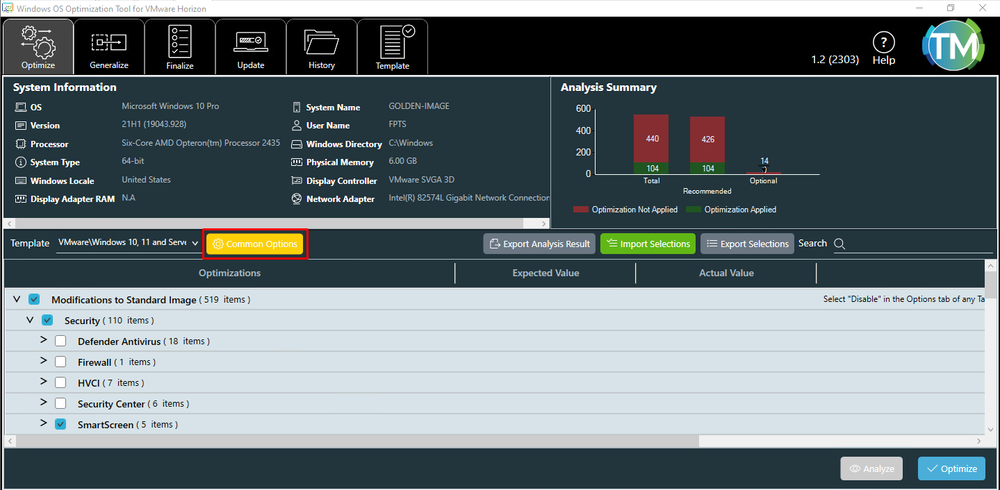 Windows OS Optimization Tool for VMware Horizon
Optimize
Generalize
Finalize
Update
History
Template
1.2 (2303)
?
Help
TM
System Information
OS Microsoft Windows 10 Pro
Version 21H1 (19043.928)
Processor Six-Core AMD Opteron(tm) Processor 2435
System Type 64-bit
Windows Locale United States
Display Adapter RAM N.A
System Name GOLDEN-IMAGE
User Name FPTS
Windows Directory C:\Windows
Physical Memory 6.00 GB
Display Controller VMware SVGA 3D
Network Adapter Intel(R) 82574L Gigabit Network Connection
Analysis Summary
600
400
200
0
440
104
426
104
14
0
Total
Recommended
Optional
Optimization Not Applied
Optimization Applied
Template VMware\Windows 10, 11 and Serve
Common Options
Export Analysis Result
Import Selections
Export Selections
Search
Optimizations Expected Value Actual Value
Modifications to Standard Image ( 519 items ) Select "Disable" in the Options tab of any Ta
Security ( 110 items )
Defender Antivirus ( 18 items )
Firewall ( 1 items )
HVCI ( 7 items )
Security Center ( 6 items )
SmartScreen ( 5 items )
Analyze
Optimize